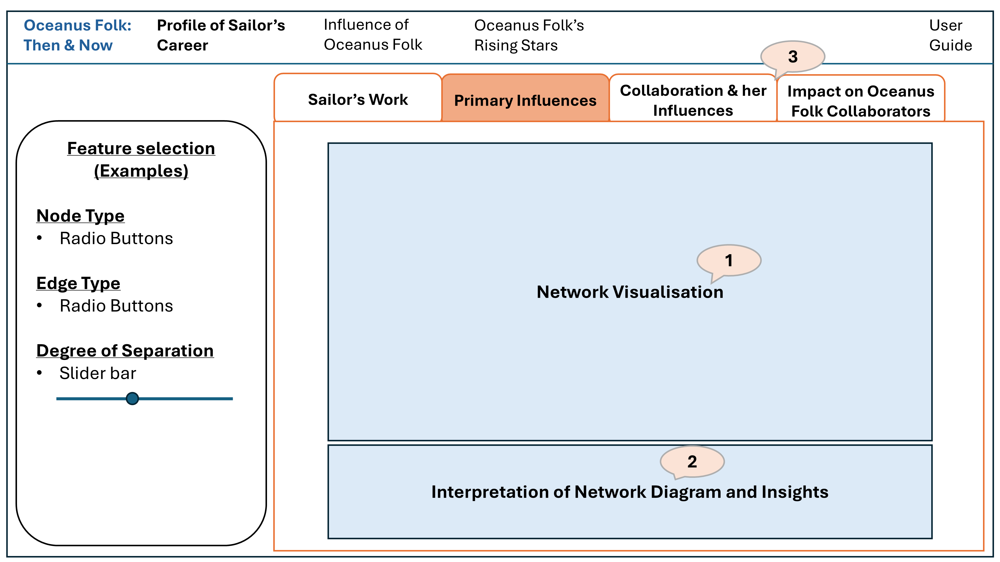 Oceanus Folk:
Then & Now
Profile of Sailor’s
Career
Influence of
Oceanus Folk
Oceanus Folk’s
Rising Stars
User
Guide
3
Sailor’s Work
Primary Influences
Collaboration & her
Influences
Impact on Oceanus
Folk Collaborators
Feature selection
(Examples)
Node Type
• Radio Buttons
Edge Type
• Radio Buttons
Degree of Separation
• Slider bar
1
Network Visualisation
2
Interpretation of Network Diagram and Insights